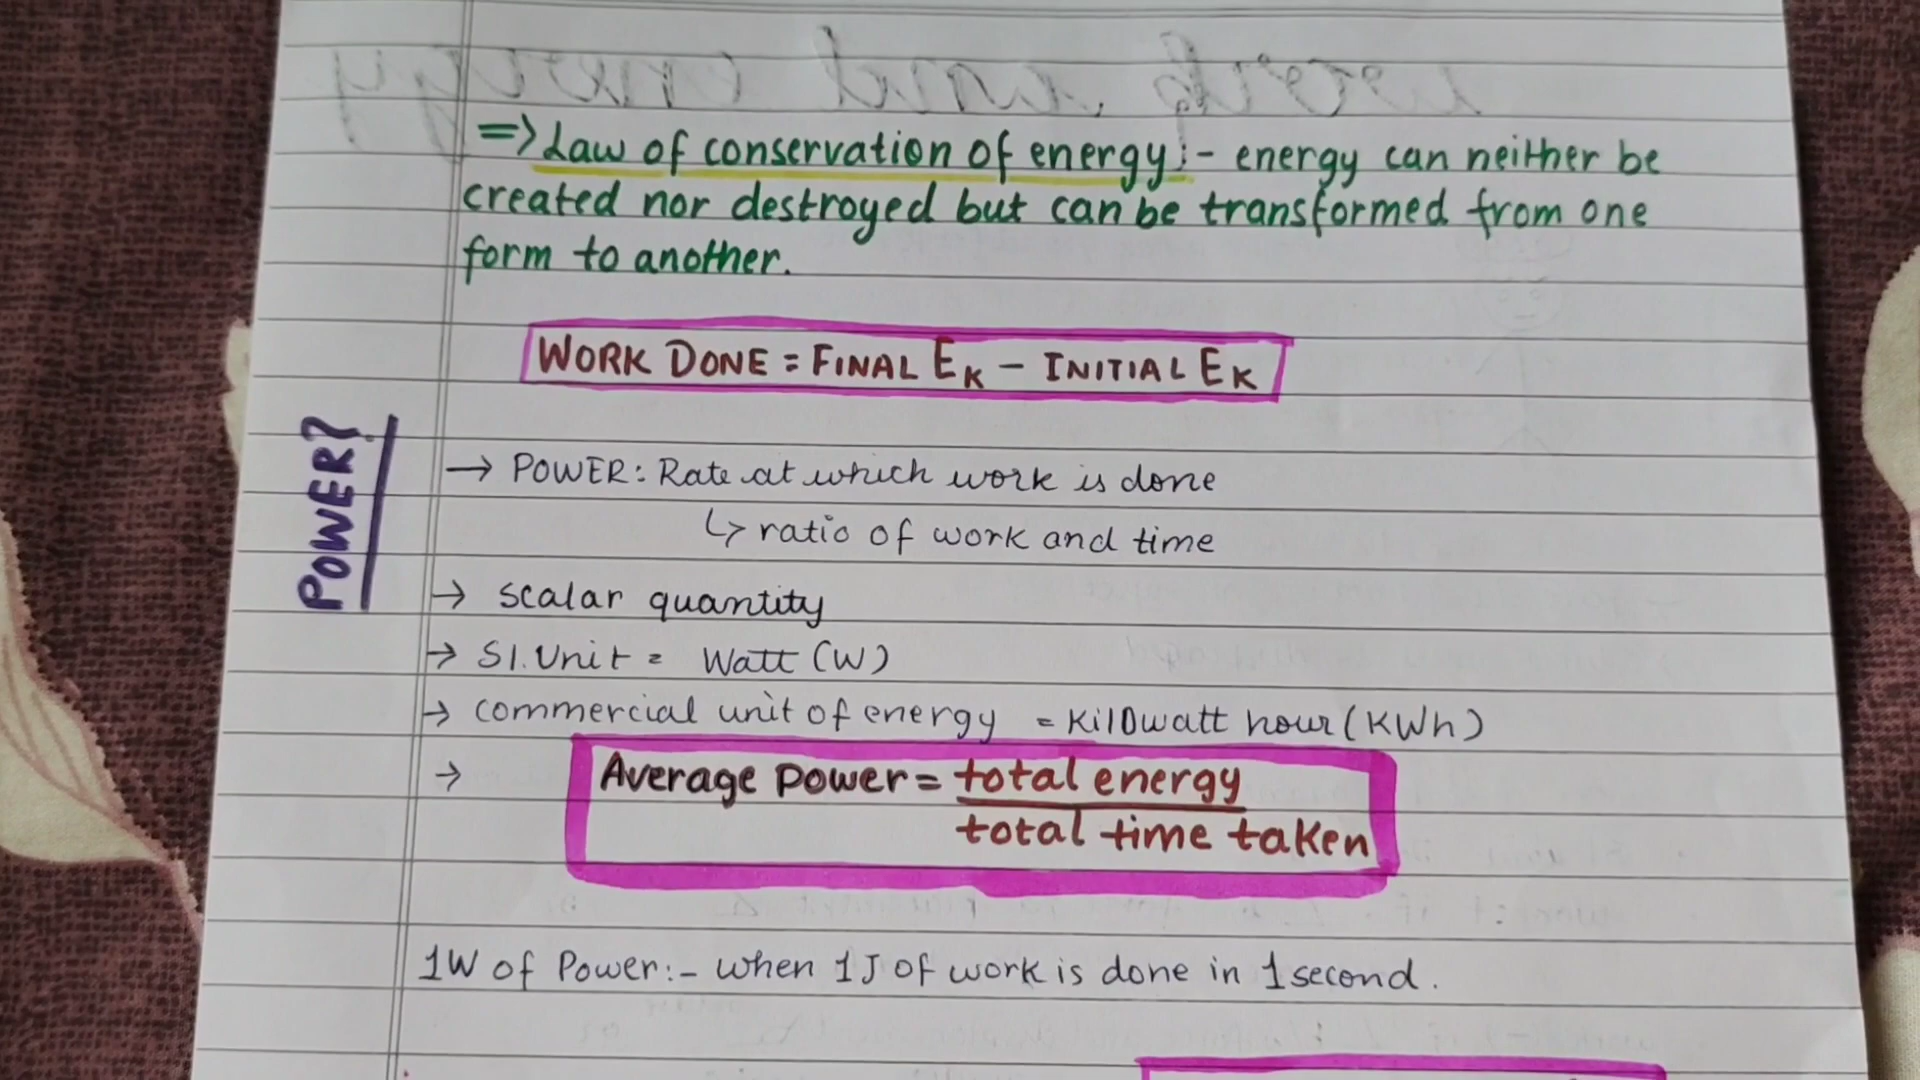 => Law of conservation of energy :- energy can neither be
created nor destroyed but can be transformed from one
form to another.
WORK DONE = FINAL EK - INITIAL EK
POWER?
→ POWER: Rate at which work is done
↳ ratio of work and time
→ scalar quantity
→ SI. Unit = Watt (W)
→ commercial unit of energy = Kilowatt hour (KWh)
→ Average Power = total energy
total time taken
1W of Power:- when 1J of work is done in 1 second.